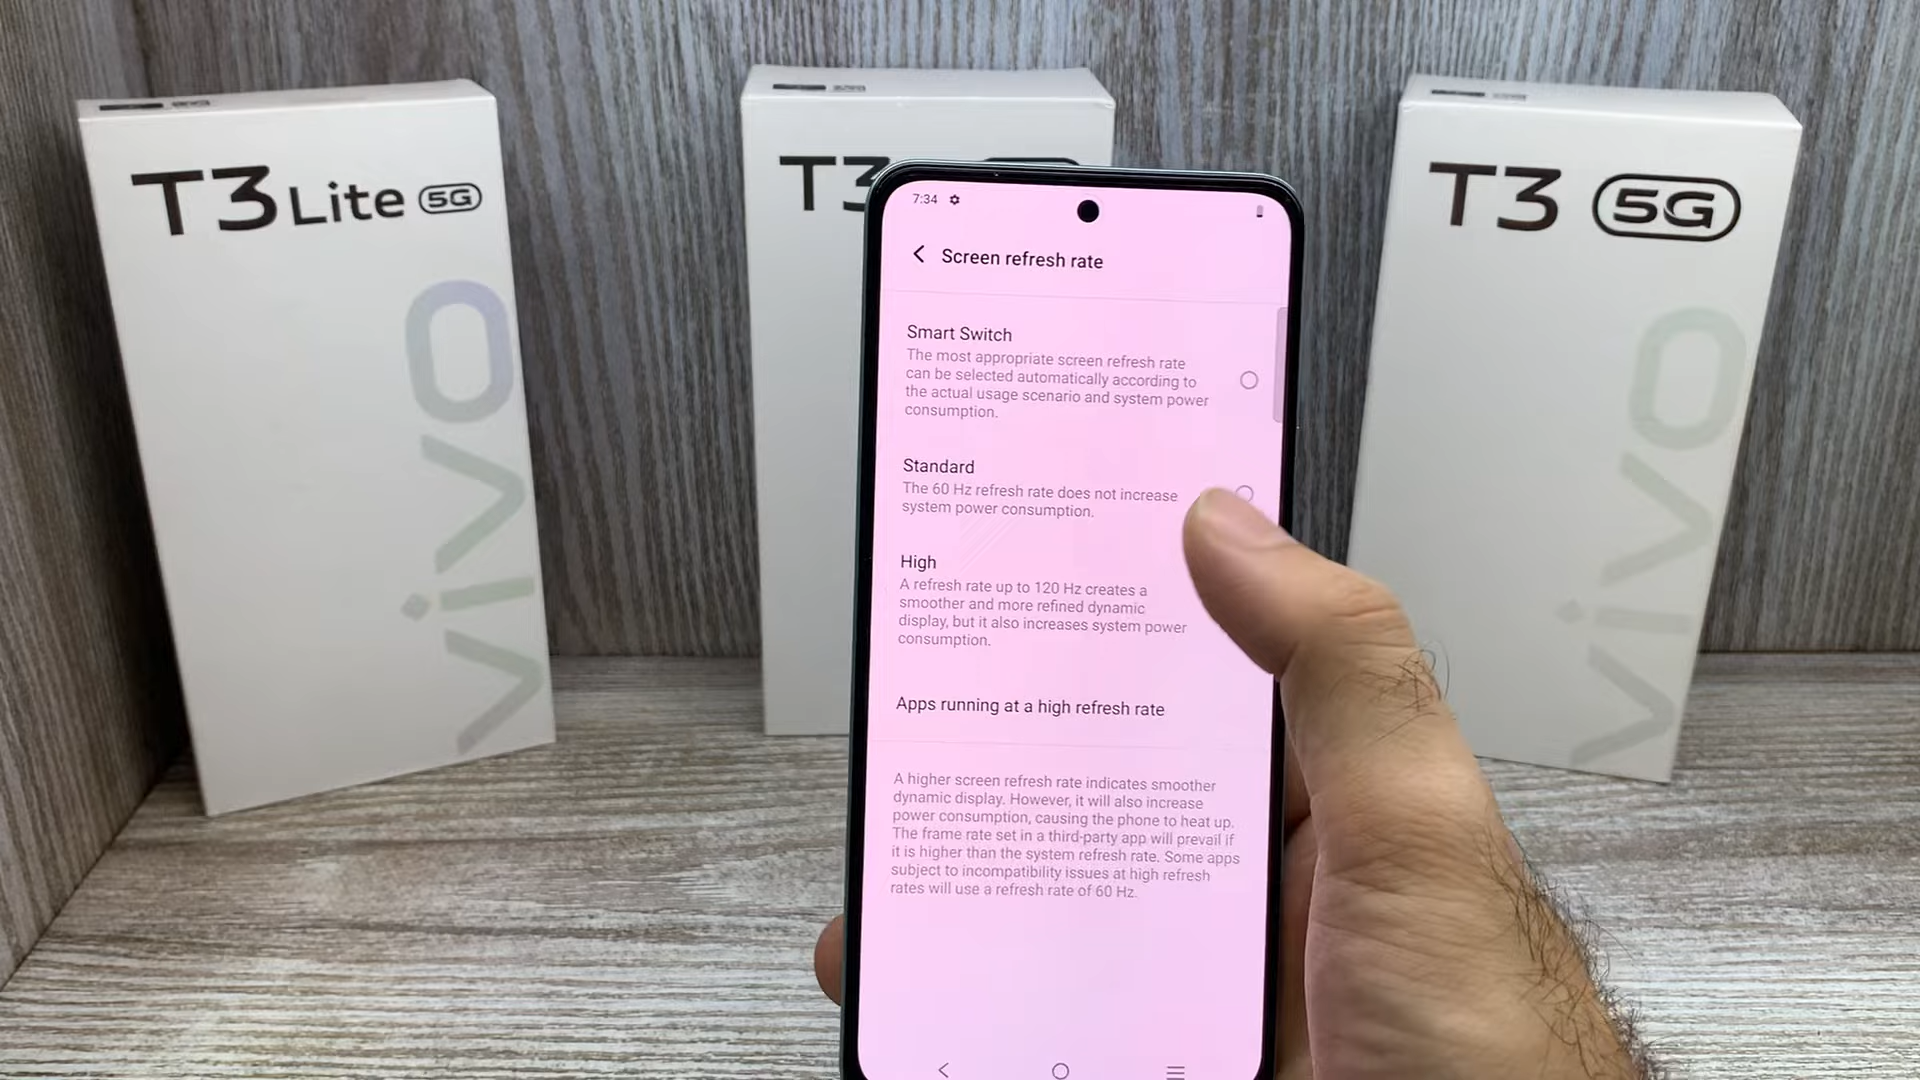 T3 Lite 5G
vivo
T3
T3 5G
vivo
7:34
Screen refresh rate
Smart Switch
The most appropriate screen refresh rate
can be selected automatically according to
the actual usage scenario and system power
consumption.
Standard
The 60 Hz refresh rate does not increase
system power consumption.
High
A refresh rate up to 120 Hz creates a
smoother and more refined dynamic
display, but it also increases system power
consumption.
Apps running at a high refresh rate
A higher screen refresh rate indicates smoother
dynamic display. However, it will also increase
power consumption, causing the phone to heat up.
The frame rate set in a third-party app will prevail if
it is higher than the system refresh rate. Some apps
subject to incompatibility issues at high refresh
rates will use a refresh rate of 60 Hz.